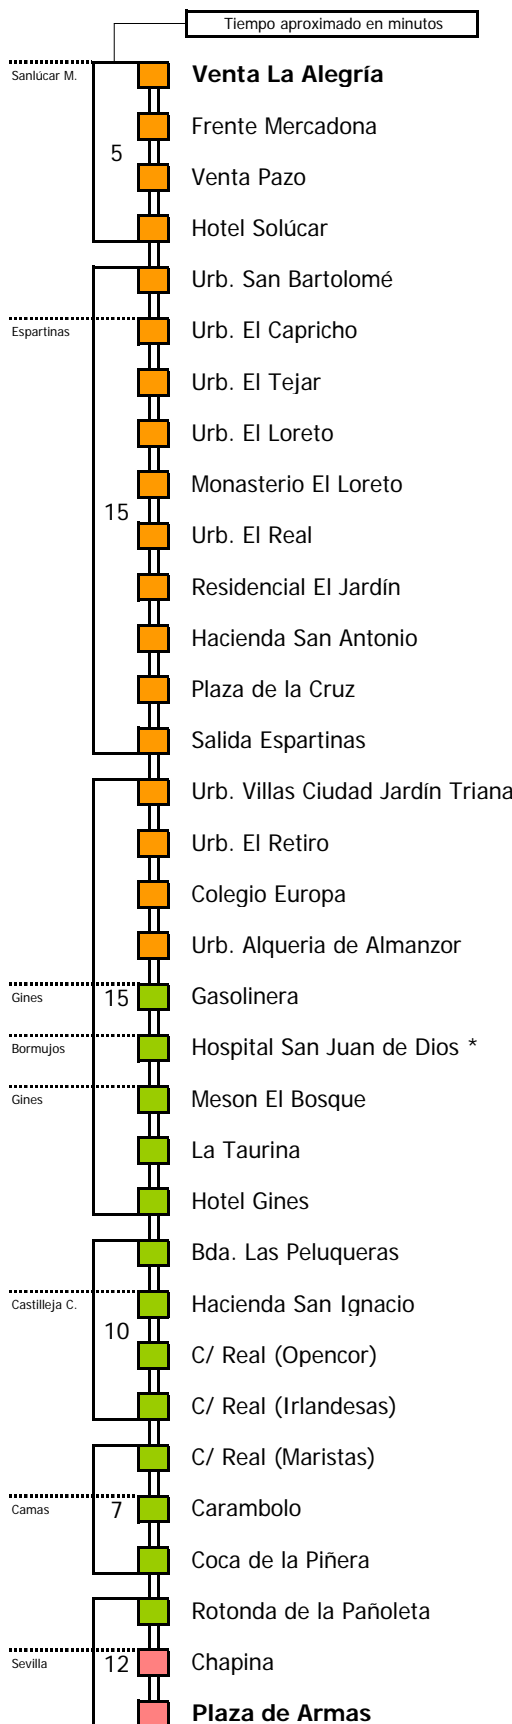 Tiempo aproximado en minutos
Sanlúcar M.
Venta La Alegría
Frente Mercadona
5
Venta Pazo
Hotel Solúcar
Urb. San Bartolomé
Espartinas
Urb. El Capricho
Urb. El Tejar
Urb. El Loreto
Monasterio El Loreto
15
Urb. El Real
Residencial El Jardín
Hacienda San Antonio
Plaza de la Cruz
Salida Espartinas
Urb. Villas Ciudad Jardín Triana
Urb. El Retiro
Colegio Europa
Urb. Alqueria de Almanzor
Gines
15
Gasolinera
Bormujos
Hospital San Juan de Dios *
Gines
Meson El Bosque
La Taurina
Hotel Gines
Bda. Las Peluqueras
Castilleja C.
Hacienda San Ignacio
10
C/ Real (Opencor)
C/ Real (Irlandesas)
C/ Real (Maristas)
Camas
7
Carambolo
Coca de la Piñera
Rotonda de la Pañoleta
Sevilla
12
Chapina
Plaza de Armas